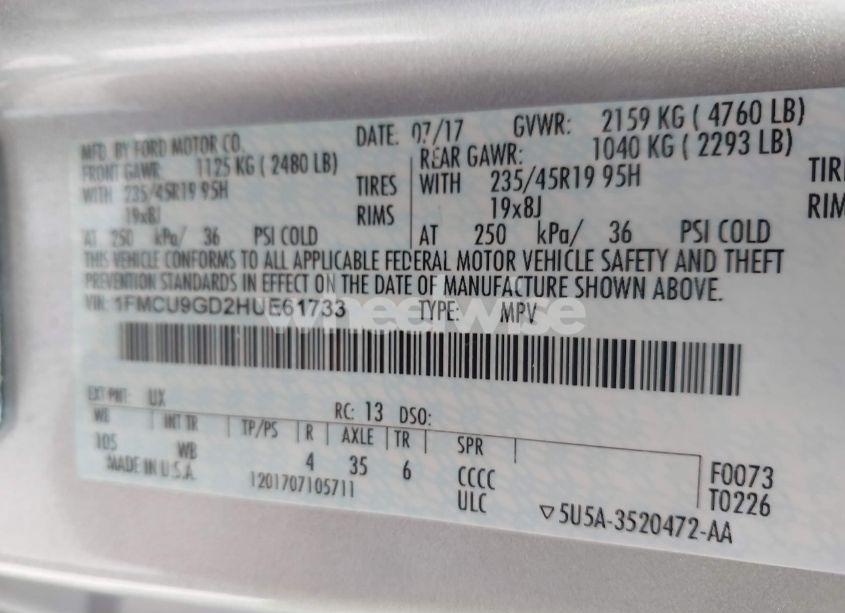 MFD. BY FORD MOTOR CO. DATE: 07/17 GVWR: 2159 KG ( 4760 LB)
FRONT GAWR: 1125 KG ( 2480 LB) REAR GAWR: 1040 KG ( 2293 LB)
WITH 235/45R19 95H TIRES WITH 235/45R19 95H TIRE
19x8J RIMS 19x8J RIM
AT 250 kPa/ 36 PSI COLD AT 250 kPa/ 36 PSI COLD
THIS VEHICLE CONFORMS TO ALL APPLICABLE FEDERAL MOTOR VEHICLE SAFETY AND THEFT
PREVENTION STANDARDS IN EFFECT ON THE DATE OF MANUFACTURE SHOWN ABOVE.
VIN: 1FMCU9GD2HUE61733 TYPE: MPV
wheelwise
EXT PNT: UX RC: 13 DSO:
WB INT TR TP/PS R AXLE TR SPR
105 WB 4 35 6 CCCC F0073
MADE IN U.S.A. 1201707105711 ULC T0226
▽5U5A-3520472-AA